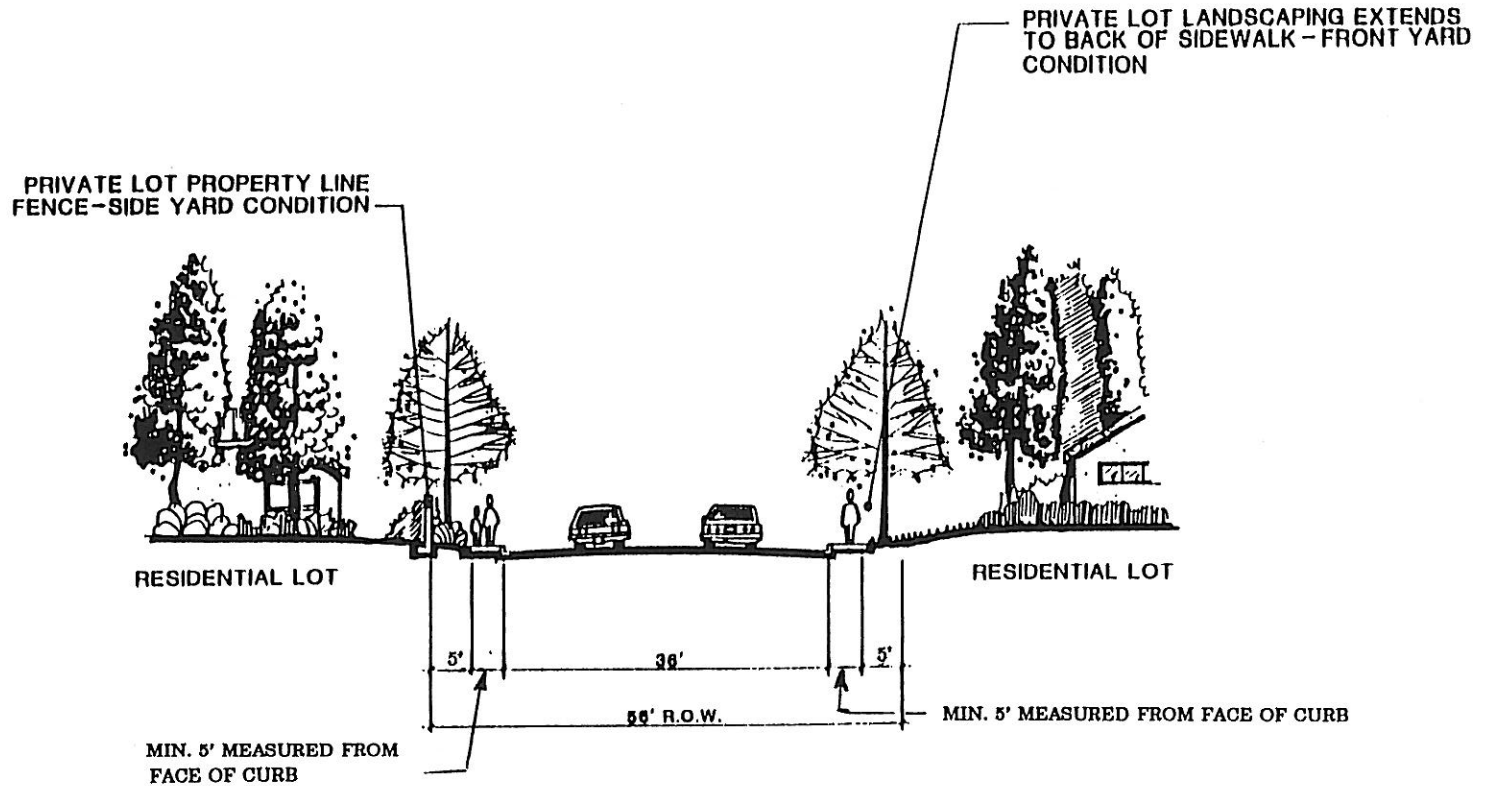 PRIVATE LOT LANDSCAPING EXTENDS
TO BACK OF SIDEWALK-FRONT YARD
CONDITION
PRIVATE LOT PROPERTY LINE
FENCE-SIDE YARD CONDITION
RESIDENTIAL LOT
RESIDENTIAL LOT
5'
36'
5'
56' R.O.W.
MIN. 5' MEASURED FROM FACE OF CURB
MIN. 5' MEASURED FROM
FACE OF CURB